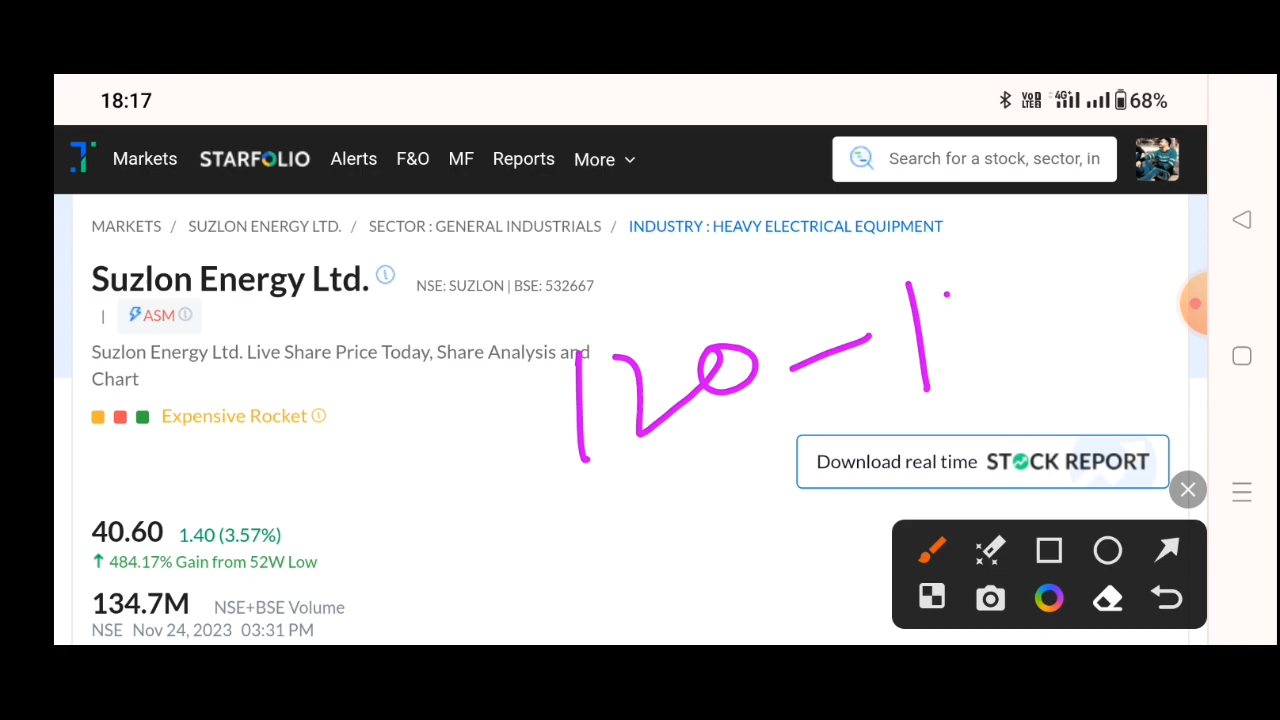 18:17 VoD LTE2 4G+ 68%
Markets STARFOLIO Alerts F&O MF Reports More Search for a stock, sector, in
MARKETS / SUZLON ENERGY LTD. / SECTOR : GENERAL INDUSTRIALS / INDUSTRY : HEAVY ELECTRICAL EQUIPMENT
Suzlon Energy Ltd. NSE: SUZLON | BSE: 532667
| ASM
Suzlon Energy Ltd. Live Share Price Today, Share Analysis and
Chart
120-1
Expensive Rocket
Download real time STOCK REPORT
40.60 1.40 (3.57%)
↑ 484.17% Gain from 52W Low
134.7M NSE+BSE Volume
NSE Nov 24, 2023 03:31 PM